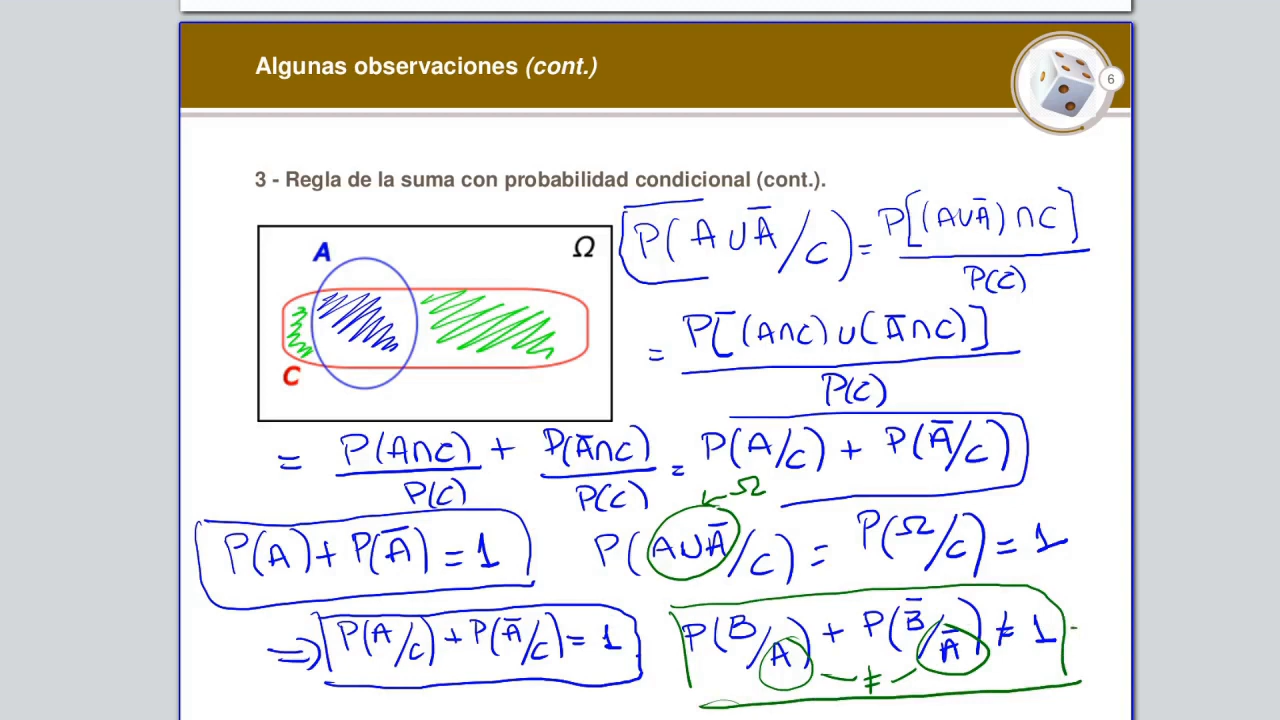 Algunas observaciones (cont.)
6
3 - Regla de la suma con probabilidad condicional (cont.).
A
Ω
C
P(A∪Ā/C) = P[(A∪Ā)∩C] / P(C)
= P[(A∩C)∪(Ā∩C)] / P(C)
= P(A∩C)/P(C) + P(Ā∩C)/P(C) = P(A/C) + P(Ā/C)
Ω
P(A) + P(Ā) = 1
P(A∪Ā/C) = P(Ω/C) = 1
⇒ P(A/C) + P(Ā/C) = 1
P(B/A) + P(B̄/Ā) ≠ 1
≠